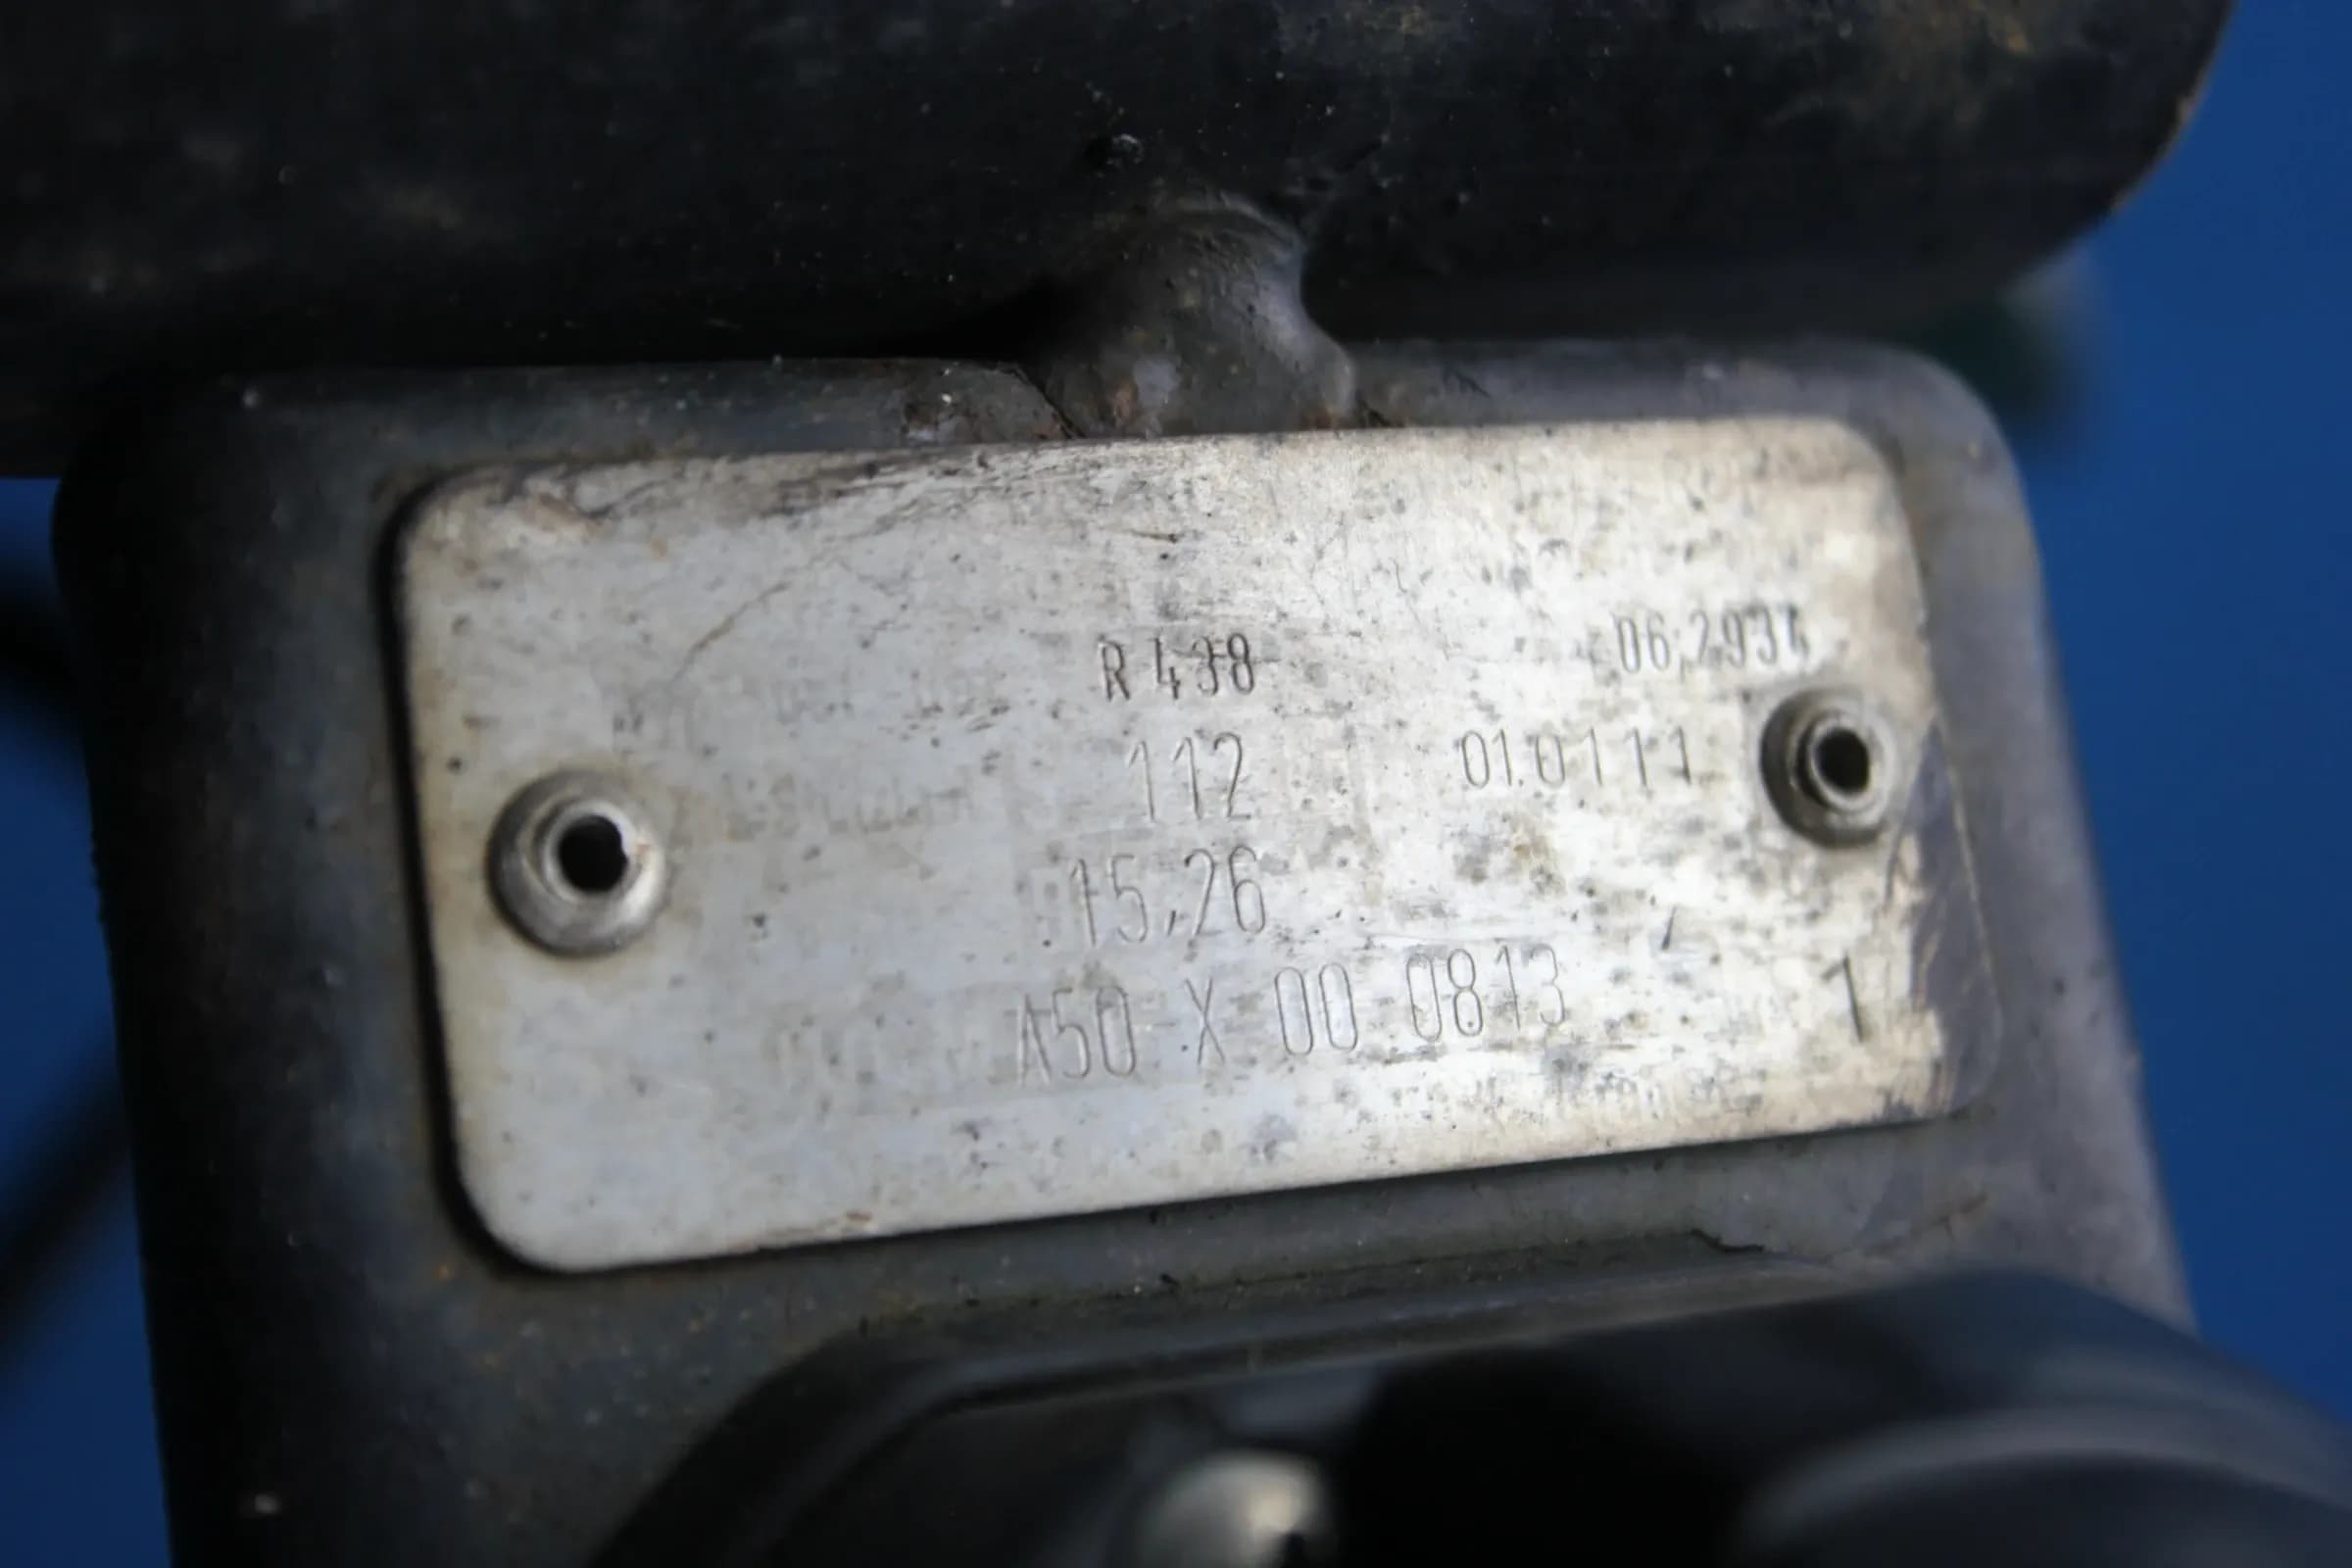 R 438 06,2934
112 01.0111
15,26
A50 X 00 0813 1